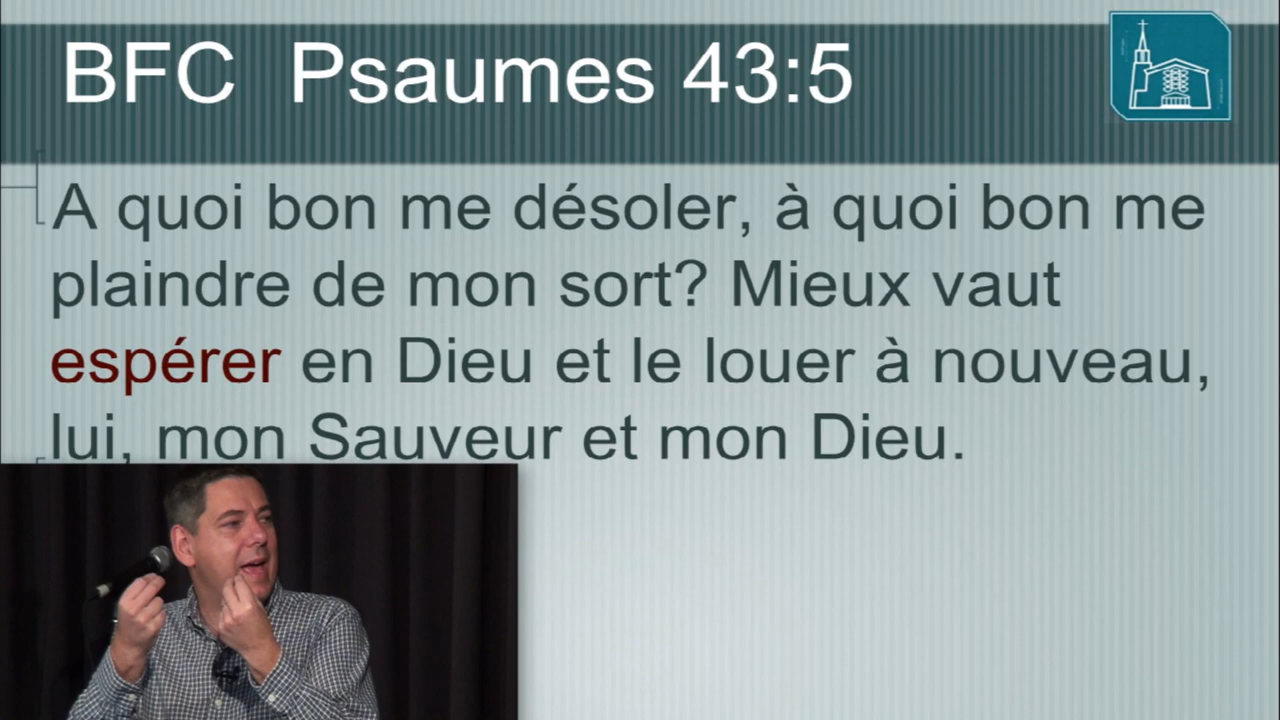 BFC Psaumes 43:5
A quoi bon me désoler, à quoi bon me
plaindre de mon sort? Mieux vaut
espérer en Dieu et le louer à nouveau,
lui, mon Sauveur et mon Dieu.